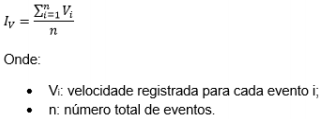 I_V = \frac{\sum_{i=1}^{n} V_i}{n}
Onde:
• Vᵢ: velocidade registrada para cada evento i;
• n: número total de eventos.